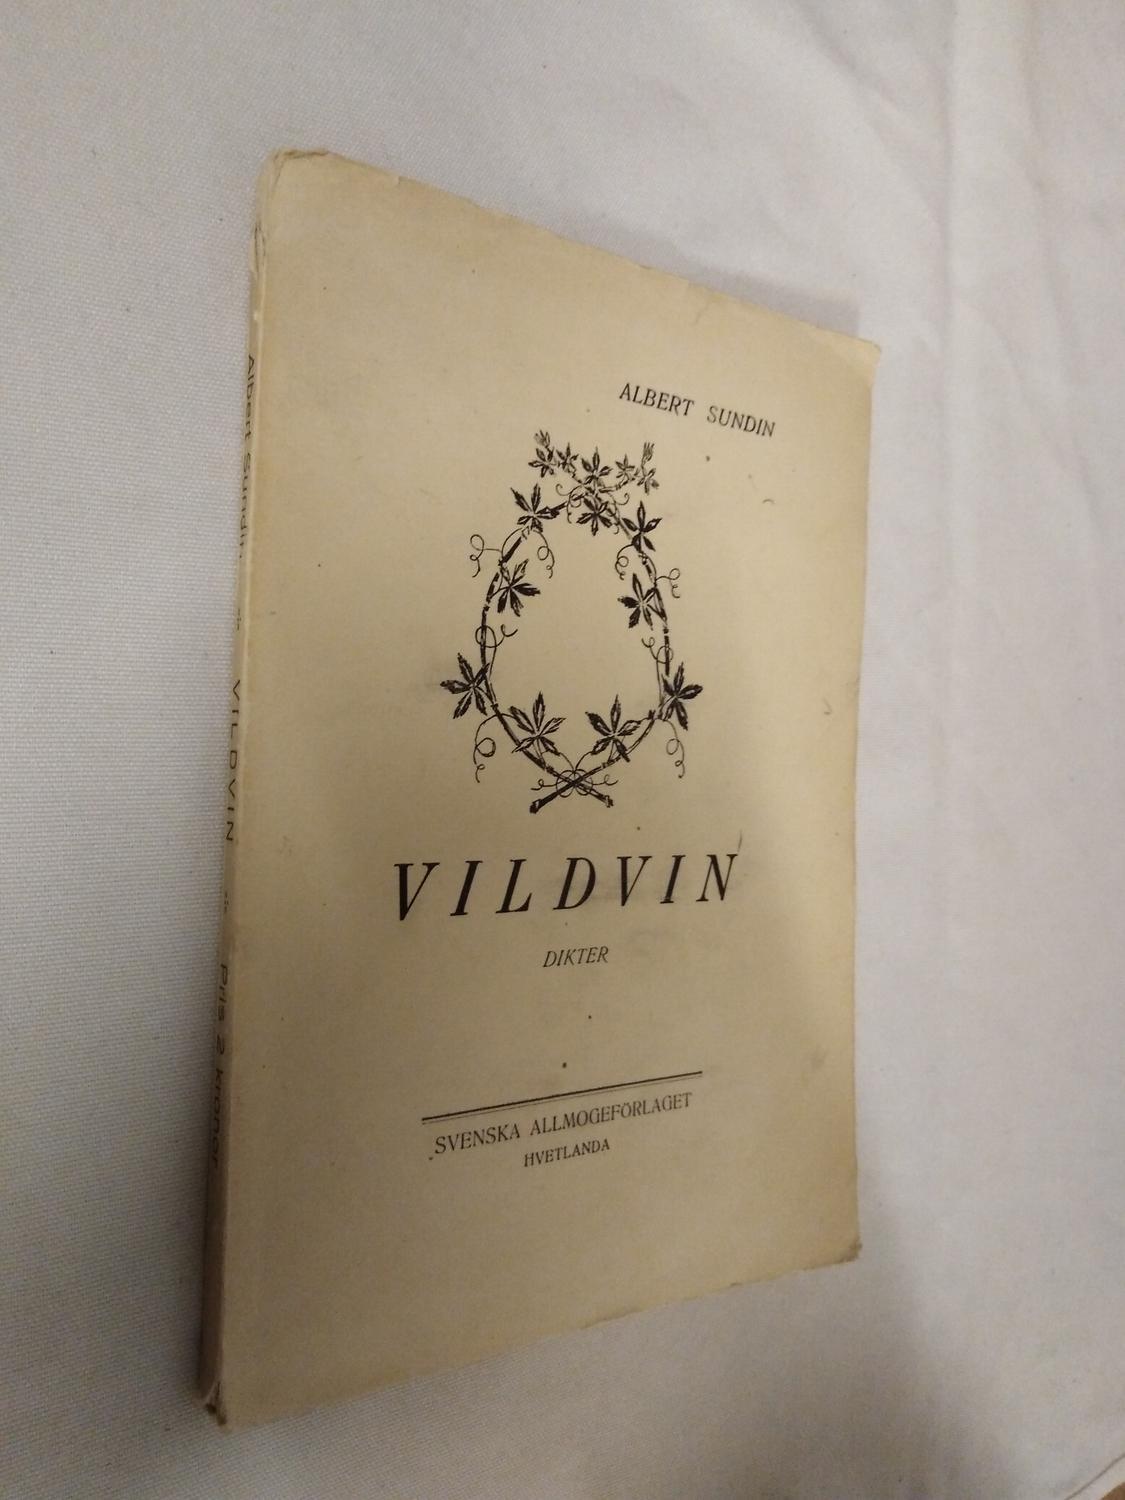 ALBERT SUNDIN
VILDVIN
DIKTER
SVENSKA ALLMOGEFÖRLAGET
HVETLANDA
Albert Sundin. VILDVIN Pris 2 kronor